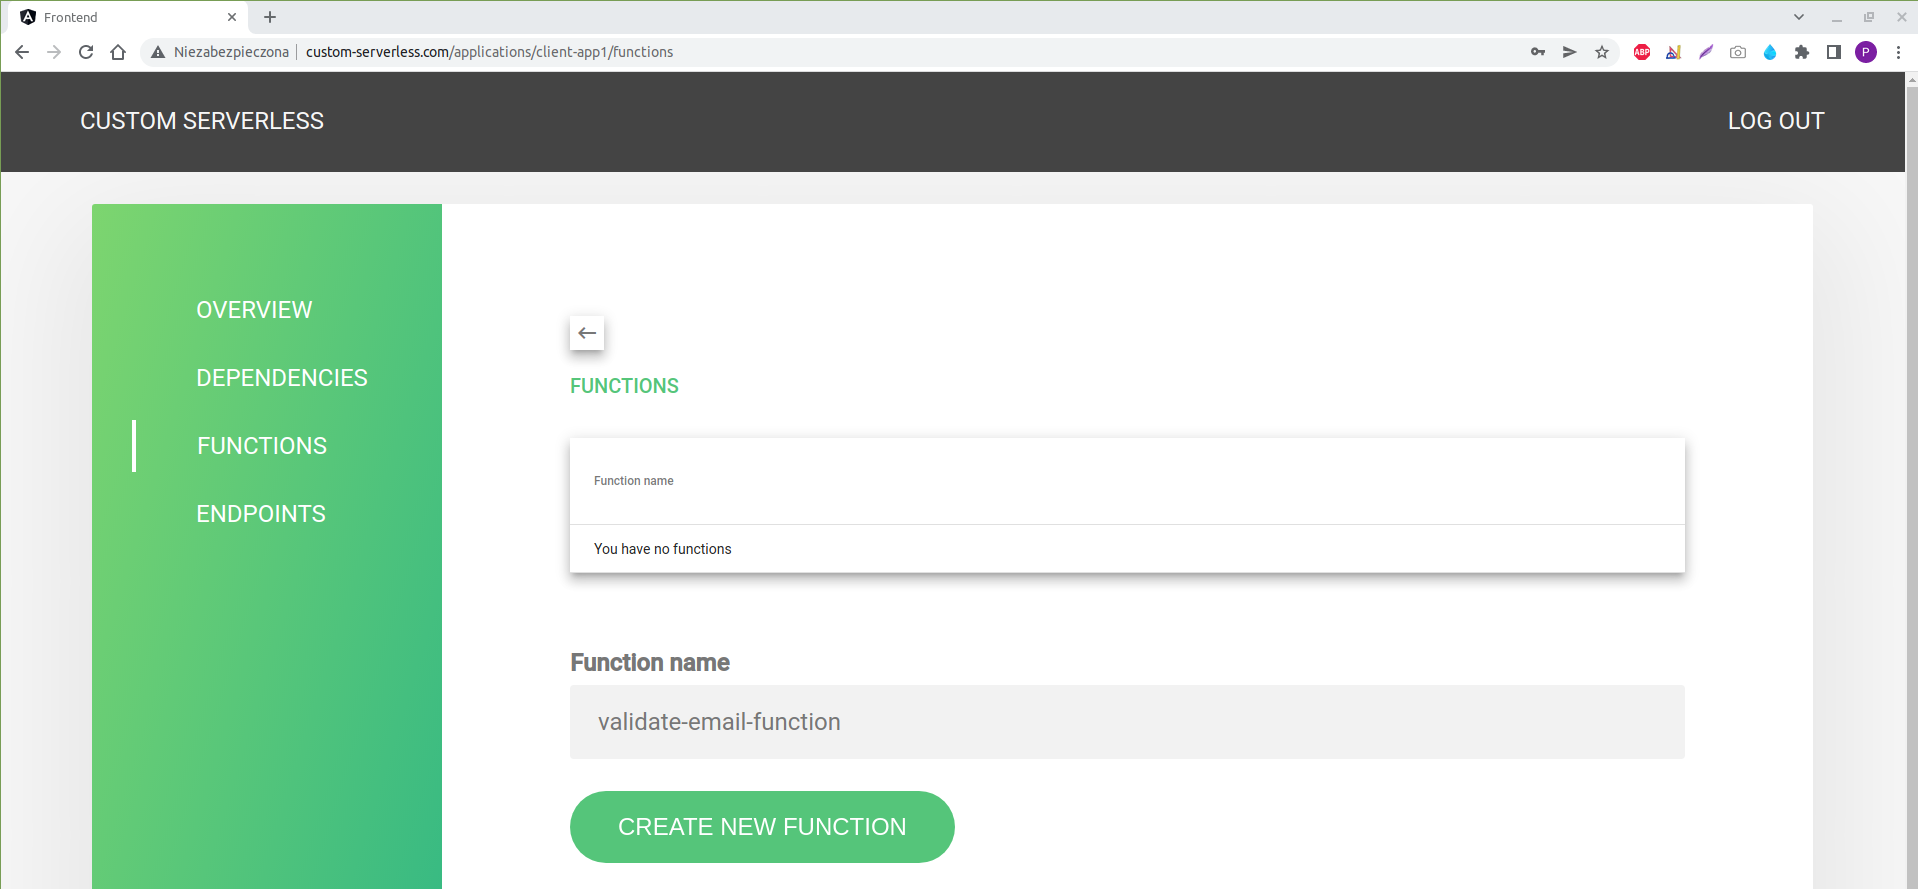 Frontend
Niezabezpieczona custom-serverless.com/applications/client-app1/functions
ABP
P
CUSTOM SERVERLESS
LOG OUT
OVERVIEW
DEPENDENCIES
FUNCTIONS
ENDPOINTS
FUNCTIONS
Function name
You have no functions
Function name
validate-email-function
CREATE NEW FUNCTION